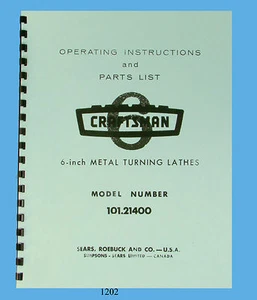 OPERATING INSTRUCTIONS
and
PARTS LIST
6
CRAFTSMAN
6-inch METAL TURNING LATHES
MODEL NUMBER
101.21400
SEARS, ROEBUCK AND CO. — U.S.A.
SIMPSONS - SEARS LIMITED — CANADA
1202